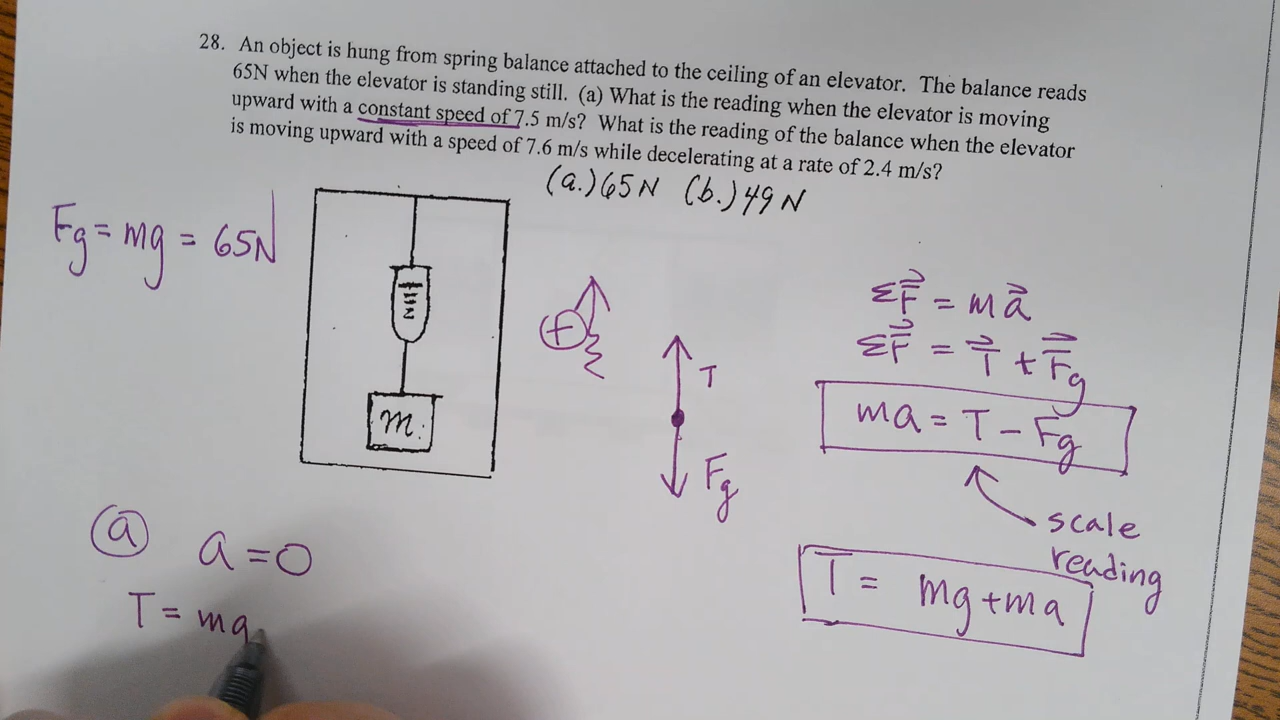 28. An object is hung from spring balance attached to the ceiling of an elevator. The balance reads
65N when the elevator is standing still. (a) What is the reading when the elevator is moving
upward with a constant speed of 7.5 m/s? What is the reading of the balance when the elevator
is moving upward with a speed of 7.6 m/s while decelerating at a rate of 2.4 m/s?
(a.) 65 N (b.) 49 N
Fg = mg = 65N
m.
+
T
Fg
ΣF⃗ = ma⃗
ΣF⃗ = T⃗ + F⃗g
ma = T - Fg
scale
reading
T = mg + ma
(a) a = 0
T = mg